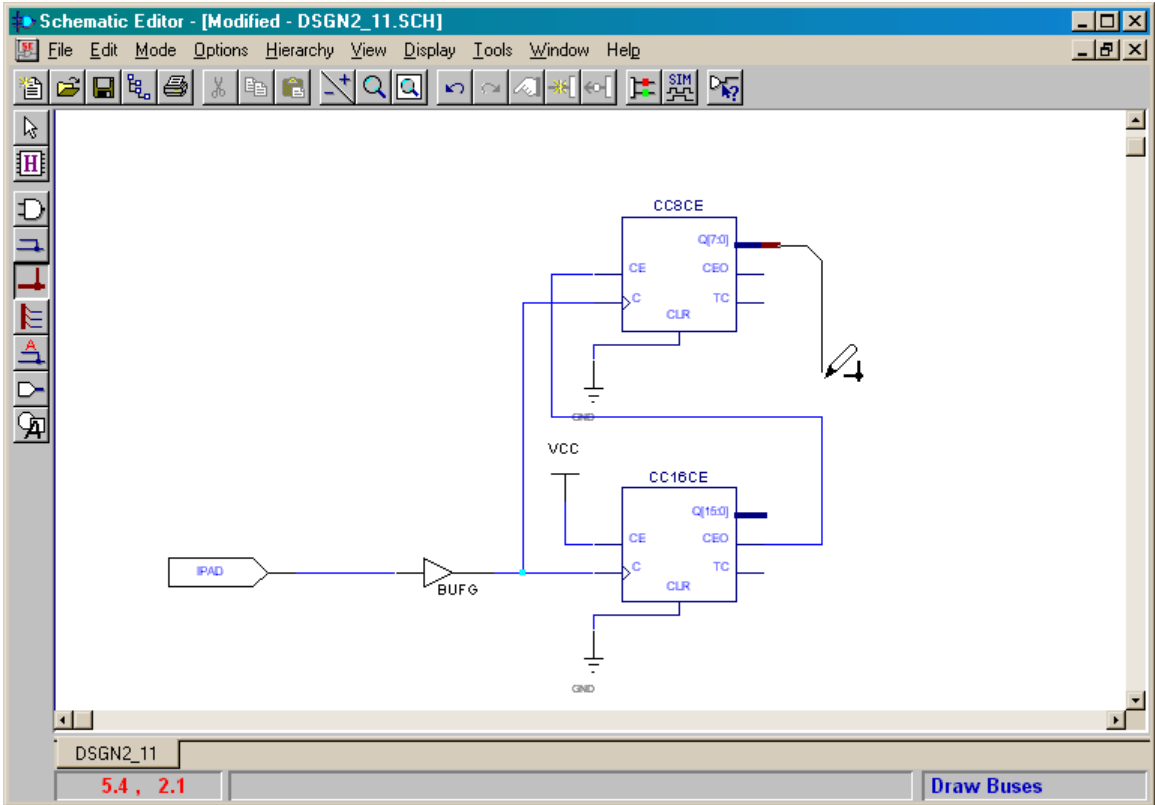 Schematic Editor - [Modified - DSGN2_11.SCH]
File Edit Mode Options Hierarchy View Display Tools Window Help
SIM
H
A
A
CC8CE
Q[7:0]
CE
CEO
C
TC
CLR
GND
VCC
CC16CE
Q[15:0]
CE
CEO
IPAD
C
TC
BUFG
CLR
GND
DSGN2_11
5.4 , 2.1
Draw Buses